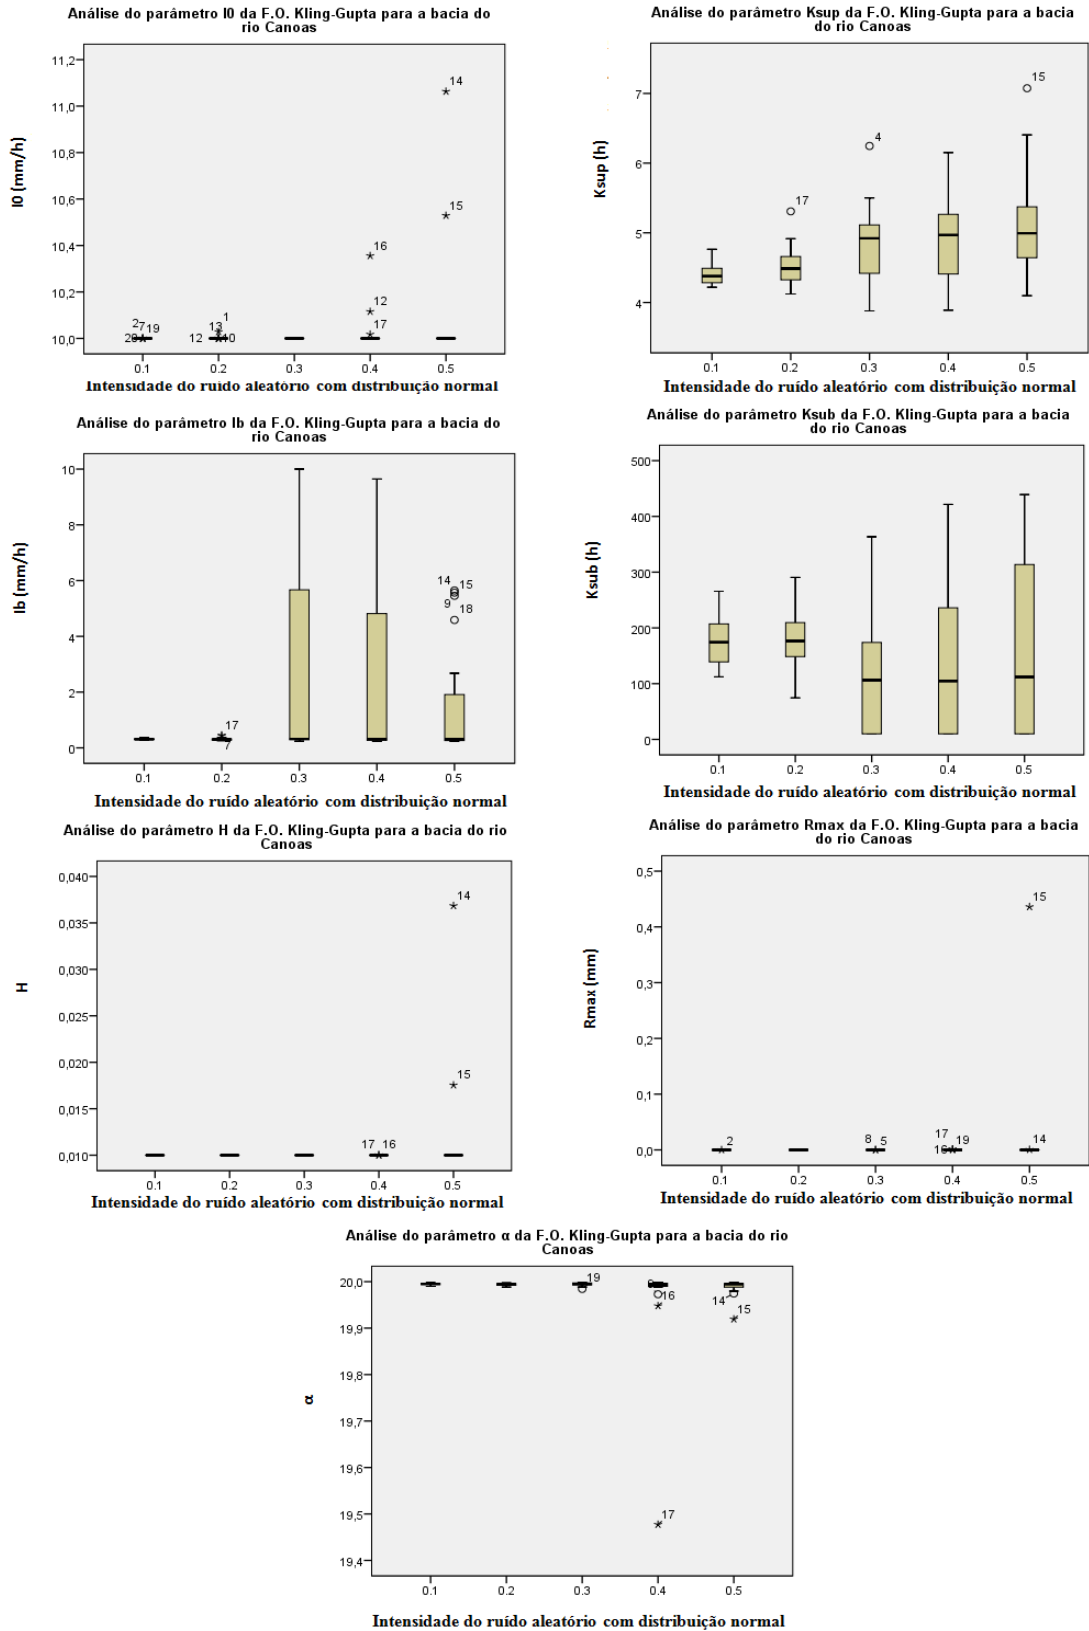 Análise do parâmetro I0 da F.O. Kling-Gupta para a bacia do
rio Canoas
I0 (mm/h)
11,2
11,0
10,8
10,6
10,4
10,2
10,0
14
15
16
12
17
2
7
19
20
1
13
12
10
0.1 0.2 0.3 0.4 0.5
Intensidade do ruído aleatório com distribuição normal
Análise do parâmetro Ksup da F.O. Kling-Gupta para a bacia
do rio Canoas
Ksup (h)
7
6
5
4
15
4
17
0.1 0.2 0.3 0.4 0.5
Intensidade do ruído aleatório com distribuição normal
Análise do parâmetro Ib da F.O. Kling-Gupta para a bacia do
rio Canoas
Ib (mm/h)
10
8
6
4
2
0
14
15
9
18
17
7
0.1 0.2 0.3 0.4 0.5
Intensidade do ruído aleatório com distribuição normal
Análise do parâmetro Ksub da F.O. Kling-Gupta para a bacia
do rio Canoas
Ksub (h)
500
400
300
200
100
0
0.1 0.2 0.3 0.4 0.5
Intensidade do ruído aleatório com distribuição normal
Análise do parâmetro H da F.O. Kling-Gupta para a bacia do rio
Canoas
H
0,040
0,035
0,030
0,025
0,020
0,015
0,010
14
15
17
16
0.1 0.2 0.3 0.4 0.5
Intensidade do ruído aleatório com distribuição normal
Análise do parâmetro Rmax da F.O. Kling-Gupta para a bacia
do rio Canoas
Rmax (mm)
0,5
0,4
0,3
0,2
0,1
0,0
15
2
8
5
17
19
16
14
0.1 0.2 0.3 0.4 0.5
Intensidade do ruído aleatório com distribuição normal
Análise do parâmetro α da F.O. Kling-Gupta para a bacia do rio
Canoas
α
20,0
19,9
19,8
19,7
19,6
19,5
19,4
19
16
17
14
15
0.1 0.2 0.3 0.4 0.5
Intensidade do ruído aleatório com distribuição normal